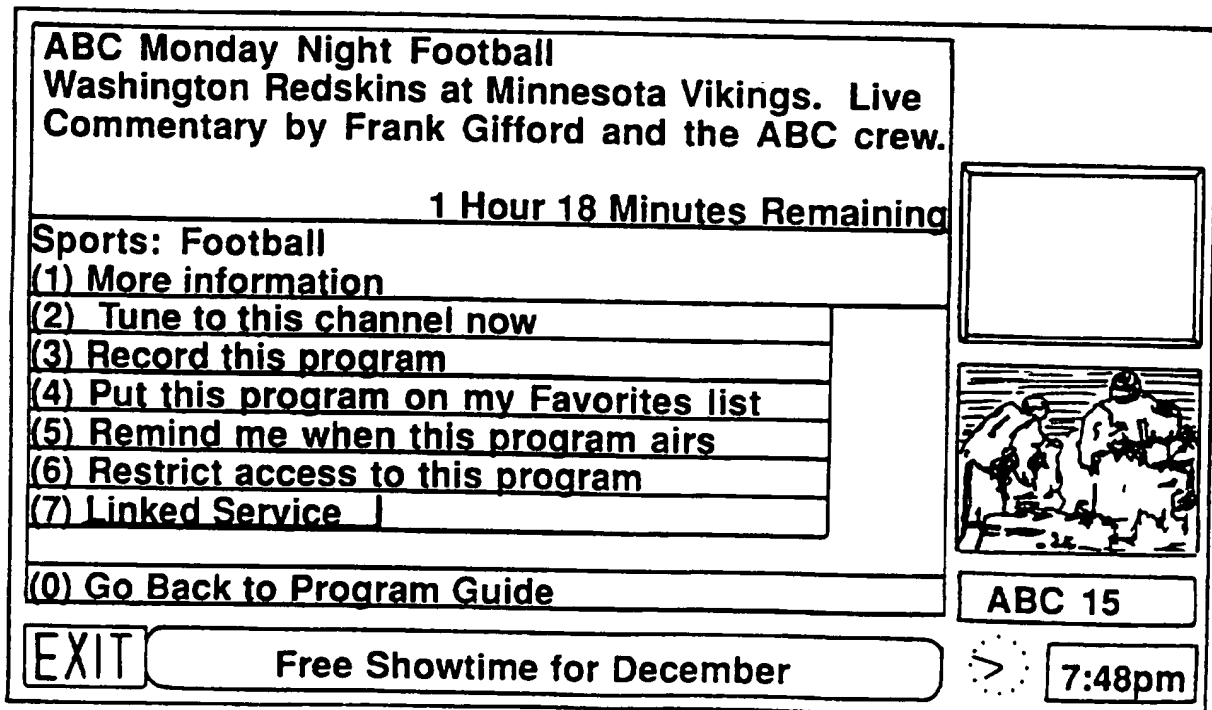 ABC Monday Night Football
Washington Redskins at Minnesota Vikings. Live
Commentary by Frank Gifford and the ABC crew.
1 Hour 18 Minutes Remaining
Sports: Football
(1) More information
(2) Tune to this channel now
(3) Record this program
(4) Put this program on my Favorites list
(5) Remind me when this program airs
(6) Restrict access to this program
(7) Linked Service
(0) Go Back to Program Guide
ABC 15
EXIT
Free Showtime for December
7:48pm